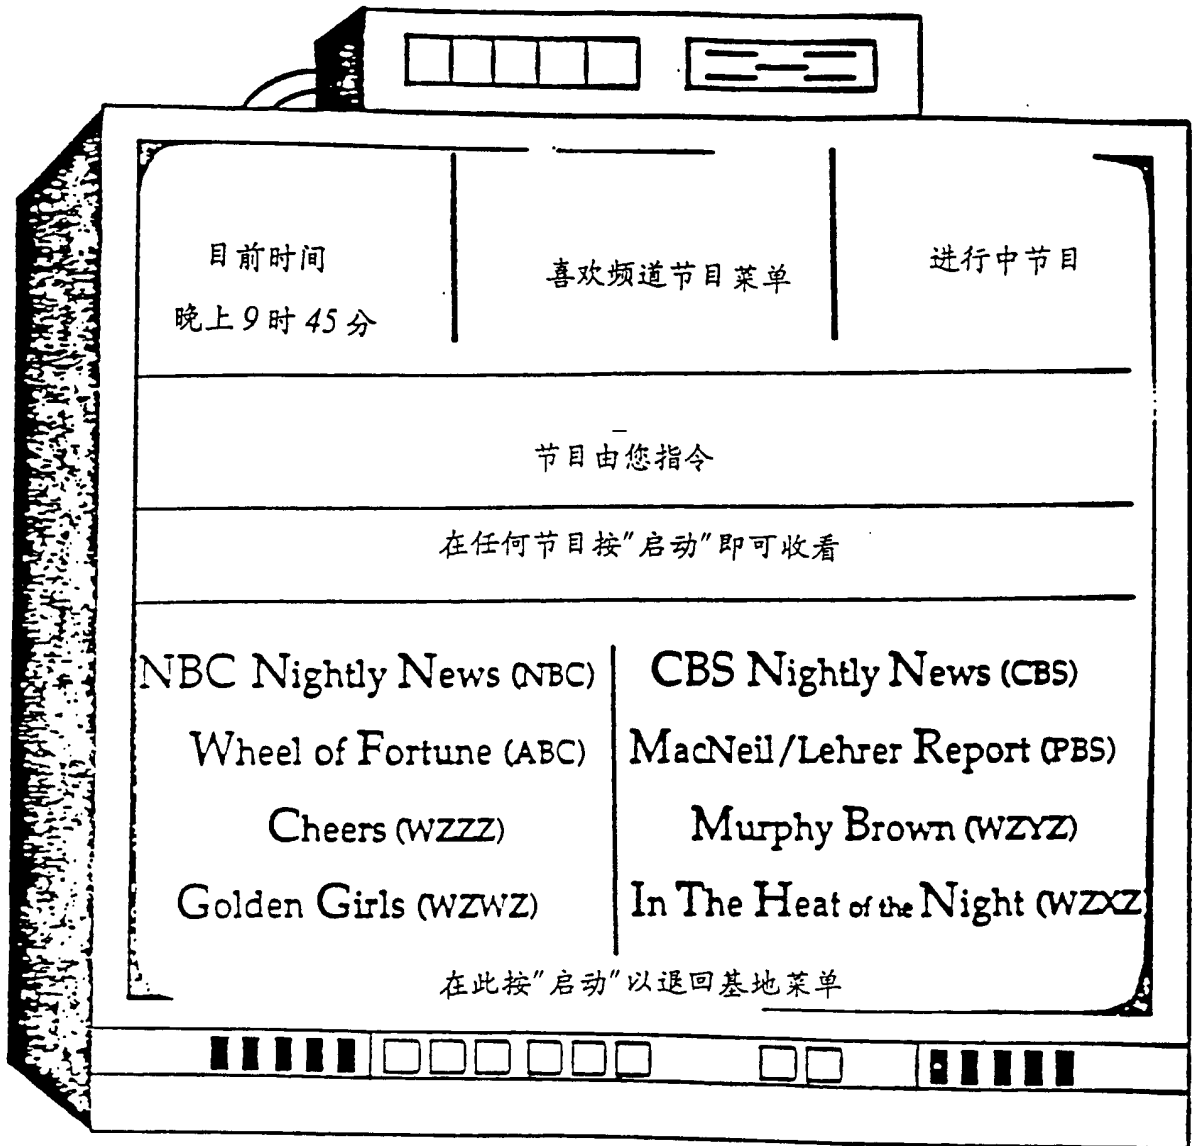 目前时间
晚上9时45分
喜欢频道节目菜单
进行中节目
节目由您指令
在任何节目按"启动"即可收看
NBC Nightly News (NBC)
Wheel of Fortune (ABC)
Cheers (WZZZ)
Golden Girls (WZWZ)
CBS Nightly News (CBS)
MacNeil/Lehrer Report (PBS)
Murphy Brown (WZYZ)
In The Heat of the Night (WZXZ
在此按"启动"以退回基地菜单